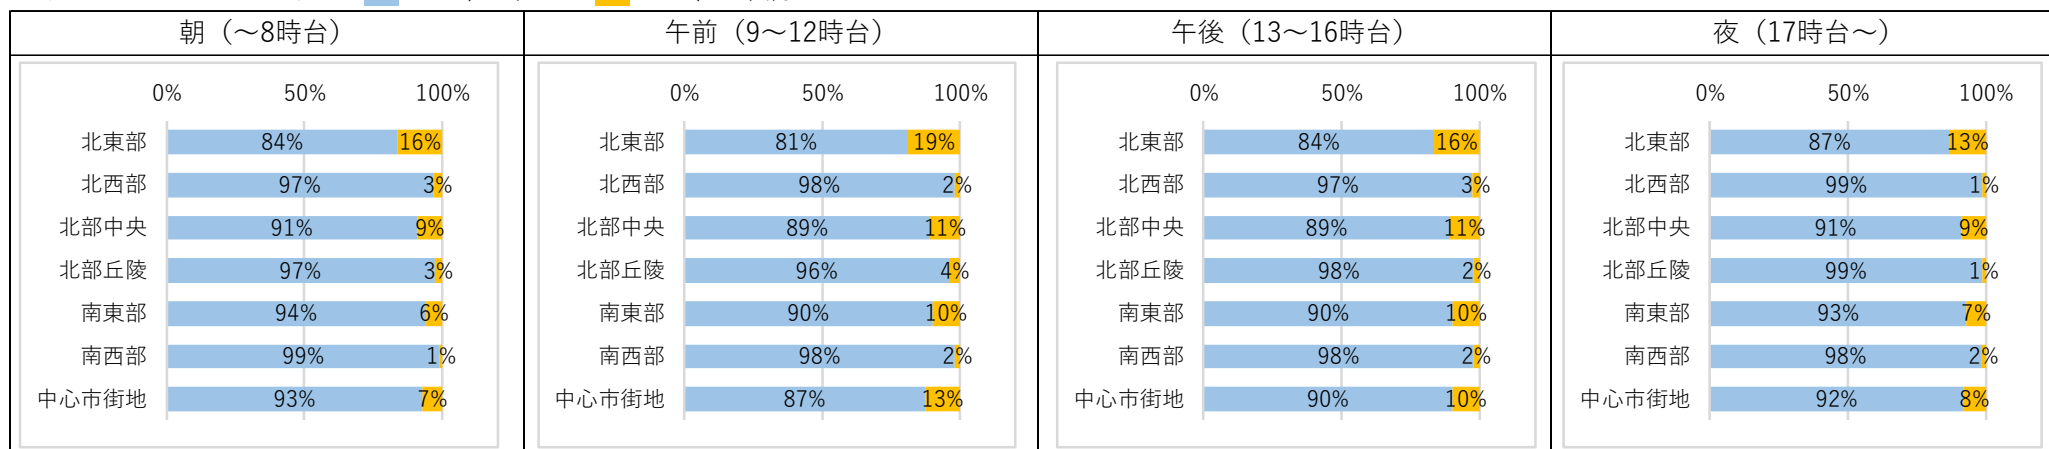 朝（～8時台）
午前（9～12時台）
午後（13～16時台）
夜（17時台～）
0% 50% 100%
北東部 84% 16%
北西部 97% 3%
北部中央 91% 9%
北部丘陵 97% 3%
南東部 94% 6%
南西部 99% 1%
中心市街地 93% 7%
0% 50% 100%
北東部 81% 19%
北西部 98% 2%
北部中央 89% 11%
北部丘陵 96% 4%
南東部 90% 10%
南西部 98% 2%
中心市街地 87% 13%
0% 50% 100%
北東部 84% 16%
北西部 97% 3%
北部中央 89% 11%
北部丘陵 98% 2%
南東部 90% 10%
南西部 98% 2%
中心市街地 90% 10%
0% 50% 100%
北東部 87% 13%
北西部 99% 1%
北部中央 91% 9%
北部丘陵 99% 1%
南東部 93% 7%
南西部 98% 2%
中心市街地 92% 8%